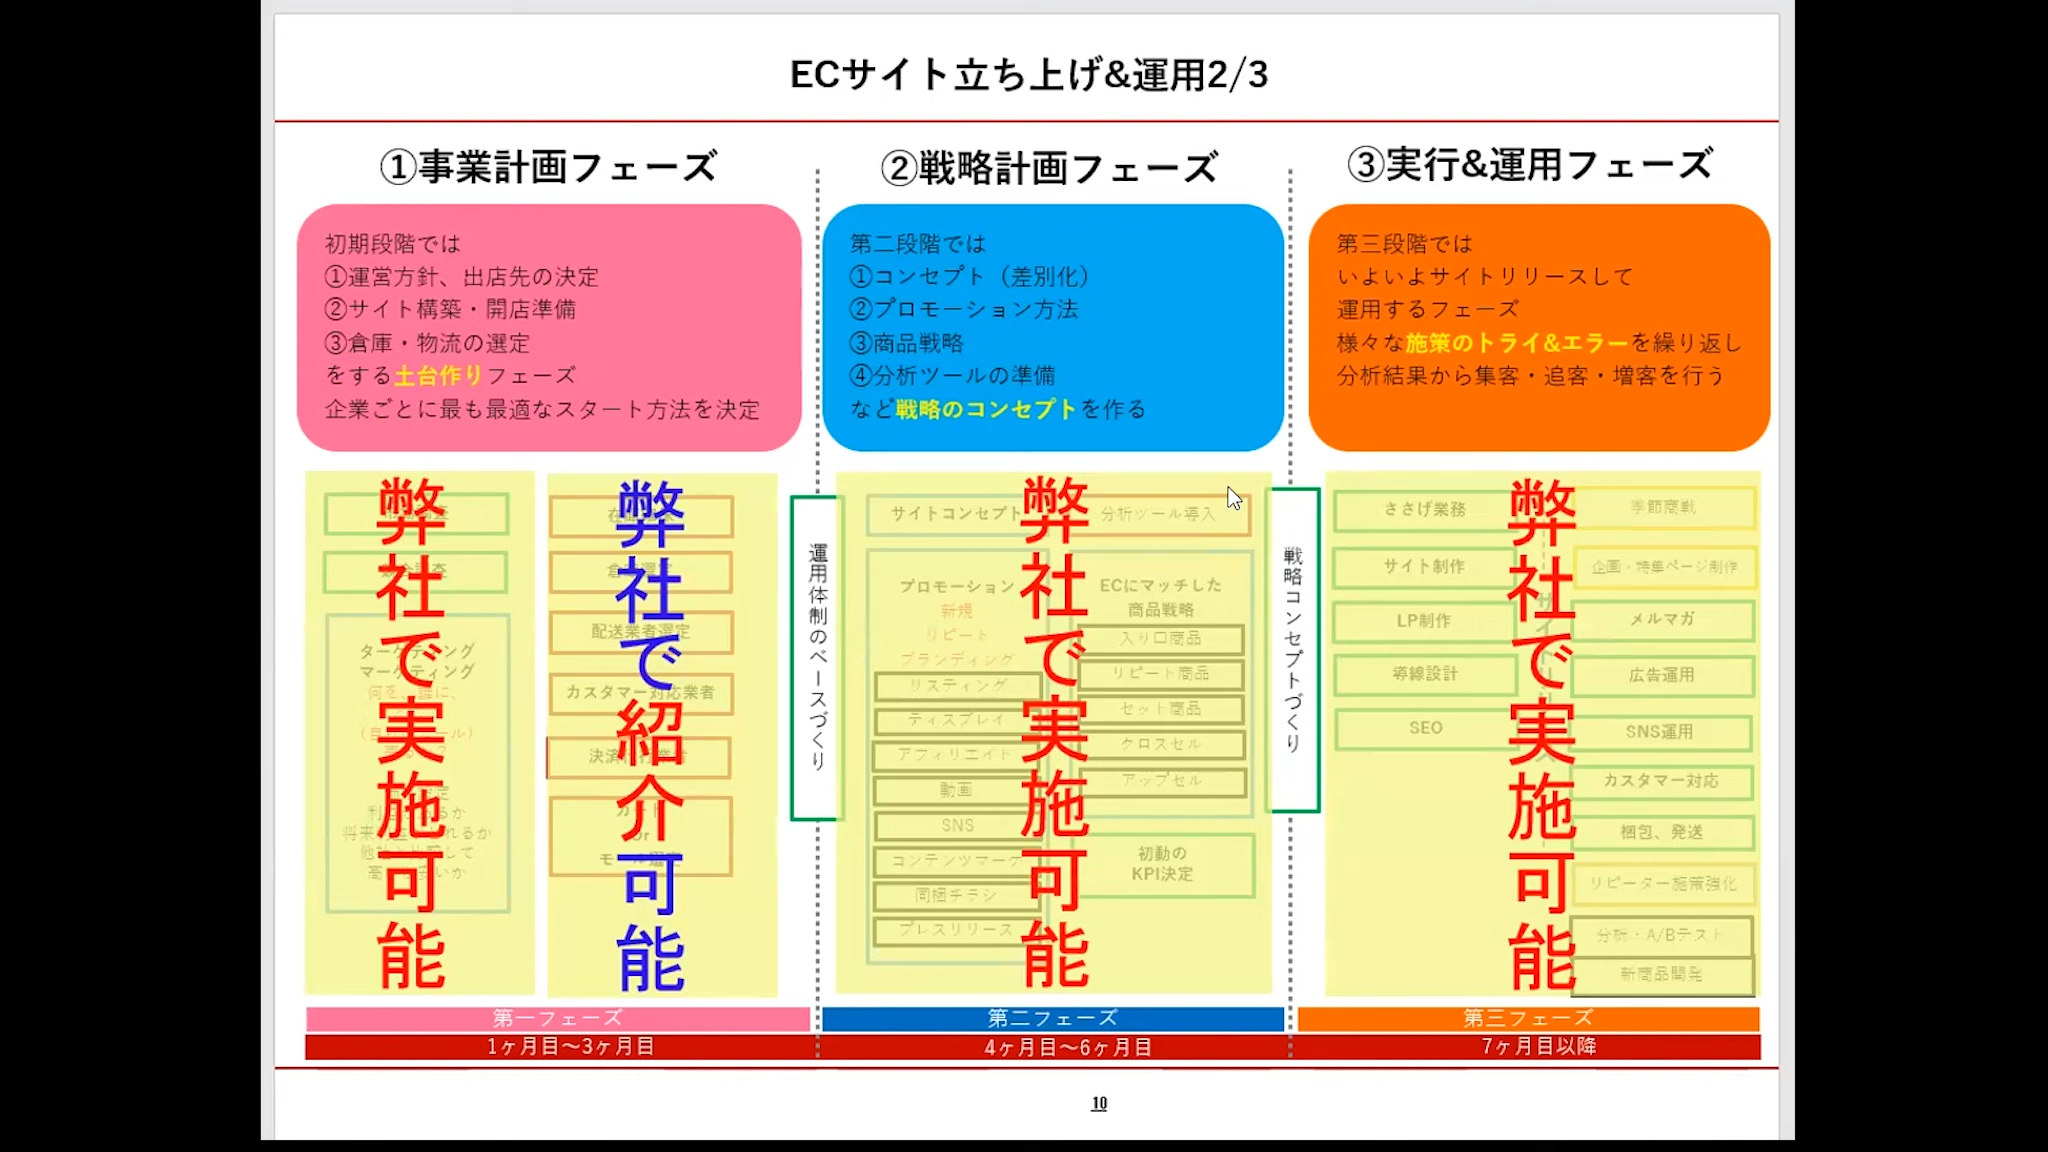 ECサイト立ち上げ&運用2/3
①事業計画フェーズ
初期段階では
①運営方針、出店先の決定
②サイト構築・開店準備
③倉庫・物流の選定
をする土台作りフェーズ
企業ごとに最も最適なスタート方法を決定
弊社で実施可能
弊社で紹介可能
ターゲティング
マーケティング
配送業者選定
カスタマー対応業者
運用体制のベースづくり
②戦略計画フェーズ
第二段階では
①コンセプト（差別化）
②プロモーション方法
③商品戦略
④分析ツールの準備
など戦略のコンセプトを作る
弊社で実施可能
サイトコンセプト
分析ツール導入
プロモーション
新規
リピート
ブランディング
リスティング
ディスプレイ
アフィリエイト
動画
SNS
コンテンツマーケ
同梱チラシ
プレスリリース
ECにマッチした
商品戦略
入り口商品
リピート商品
セット商品
クロスセル
アップセル
初動の
KPI決定
戦略コンセプトづくり
③実行&運用フェーズ
第三段階では
いよいよサイトリリースして
運用するフェーズ
様々な施策のトライ&エラーを繰り返し
分析結果から集客・追客・増客を行う
弊社で実施可能
ささげ業務
サイト制作
LP制作
導線設計
SEO
季節商戦
企画・特集ページ制作
メルマガ
広告運用
SNS運用
カスタマー対応
梱包、発送
リピーター施策強化
分析・A/Bテスト
新商品開発
第一フェーズ
第二フェーズ
第三フェーズ
1ヶ月目～3ヶ月目
4ヶ月目～6ヶ月目
7ヶ月目以降
10